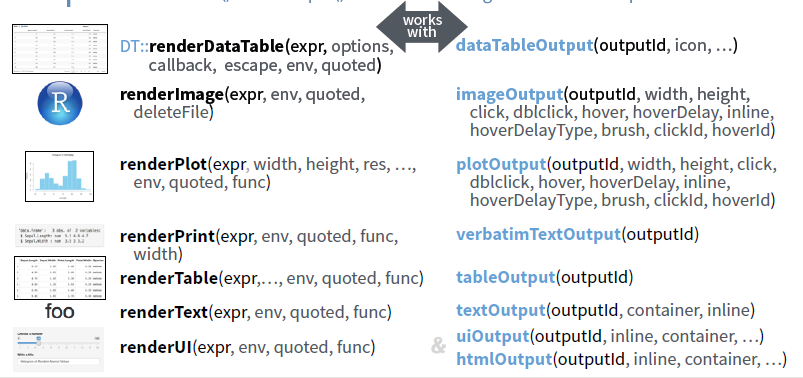 works
with
DT::renderDataTable(expr, options,
callback, escape, env, quoted)
dataTableOutput(outputId, icon, …)
R
renderImage(expr, env, quoted,
deleteFile)
imageOutput(outputId, width, height,
click, dblclick, hover, hoverDelay, inline,
hoverDelayType, brush, clickId, hoverId)
renderPlot(expr, width, height, res, …,
env, quoted, func)
plotOutput(outputId, width, height, click,
dblclick, hover, hoverDelay, inline,
hoverDelayType, brush, clickId, hoverId)
renderPrint(expr, env, quoted, func,
width)
verbatimTextOutput(outputId)
renderTable(expr,…, env, quoted, func)
tableOutput(outputId)
foo
renderText(expr, env, quoted, func)
textOutput(outputId, container, inline)
renderUI(expr, env, quoted, func)
&
uiOutput(outputId, inline, container, …)
htmlOutput(outputId, inline, container, …)